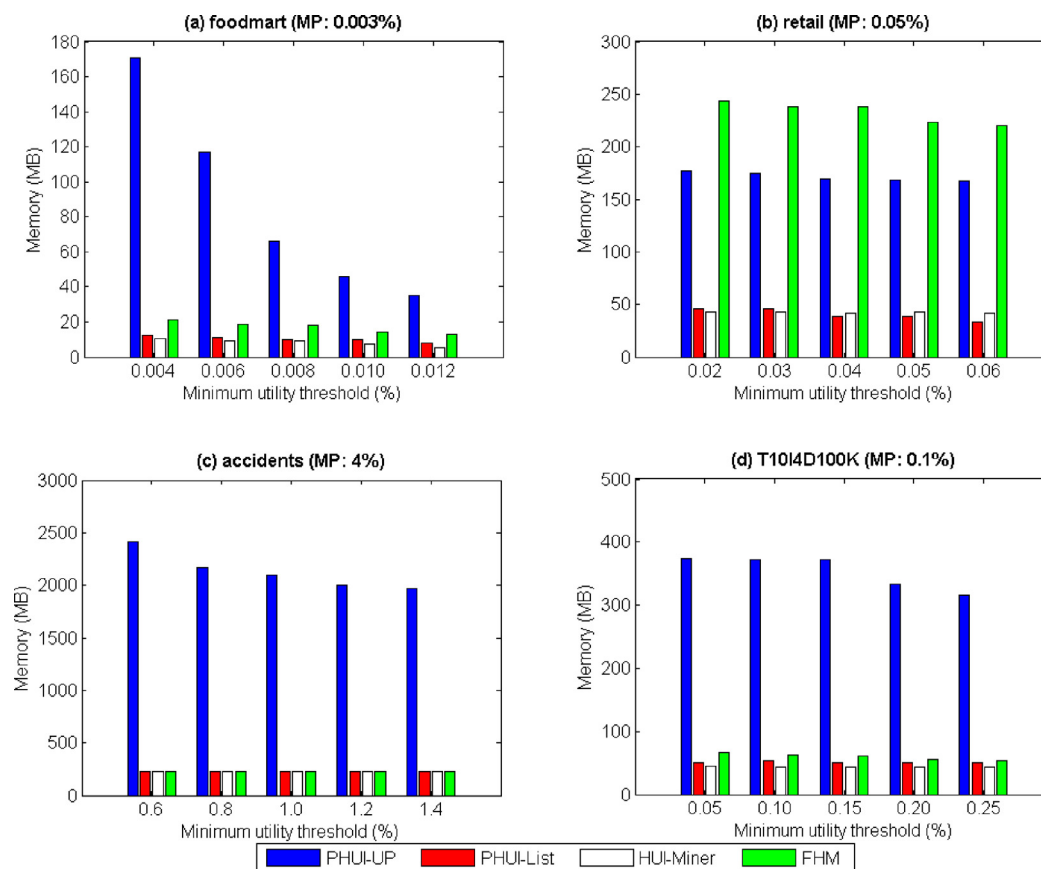 (a) foodmart (MP: 0.003%)
180
160
140
120
100
80
60
40
20
0
Memory (MB)
0.004 0.006 0.008 0.010 0.012
Minimum utility threshold (%)
(b) retail (MP: 0.05%)
300
250
200
150
100
50
0
Memory (MB)
0.02 0.03 0.04 0.05 0.06
Minimum utility threshold (%)
(c) accidents (MP: 4%)
3000
2500
2000
1500
1000
500
0
Memory (MB)
0.6 0.8 1.0 1.2 1.4
Minimum utility threshold (%)
(d) T10I4D100K (MP: 0.1%)
500
400
300
200
100
0
Memory (MB)
0.05 0.10 0.15 0.20 0.25
Minimum utility threshold (%)
PHUI-UP PHUI-List HUI-Miner FHM